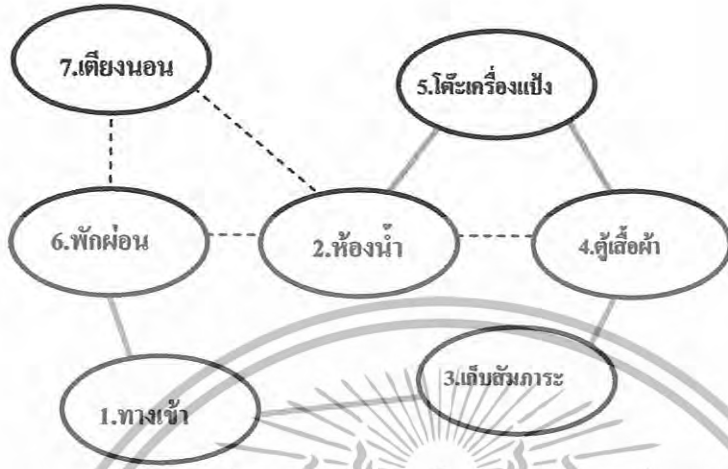 7.เตียงนอน
5.โต๊ะเครื่องแป้ง
6.พักผ่อน
2.ห้องน้ำ
4.ตู้เสื้อผ้า
3.เก็บสัมภาระ
1.ทางเข้า